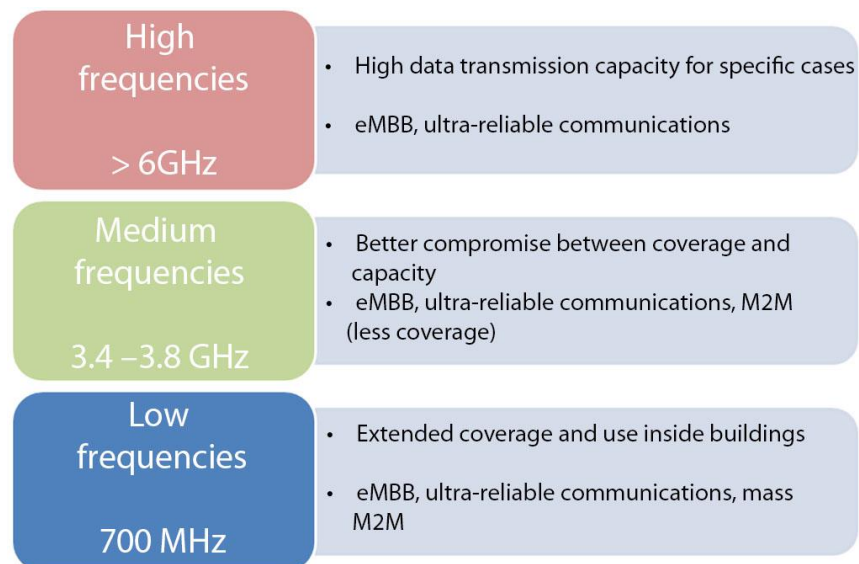 High
frequencies
> 6GHz
• High data transmission capacity for specific cases
• eMBB, ultra-reliable communications
Medium
frequencies
3.4 –3.8 GHz
• Better compromise between coverage and
capacity
• eMBB, ultra-reliable communications, M2M
(less coverage)
Low
frequencies
700 MHz
• Extended coverage and use inside buildings
• eMBB, ultra-reliable communications, mass
M2M